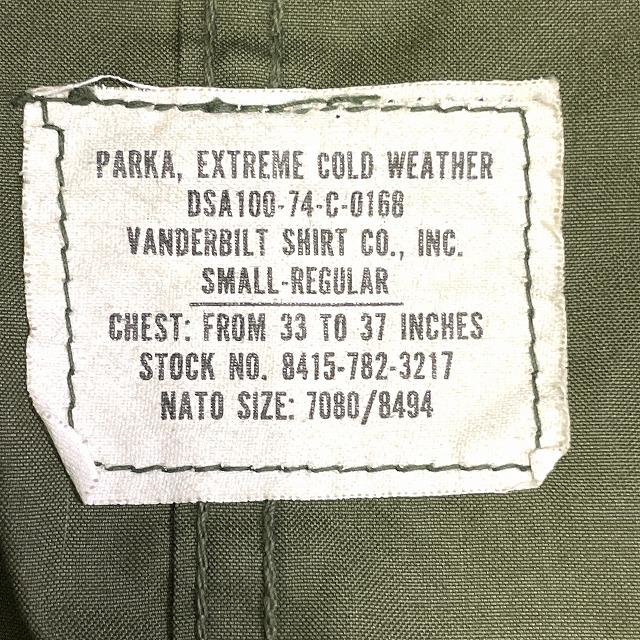 PARKA, EXTREME COLD WEATHER
DSA100-74-C-0168
VANDERBILT SHIRT CO., INC.
SMALL-REGULAR
CHEST: FROM 33 TO 37 INCHES
STOCK NO. 8415-782-3217
NATO SIZE: 7080/8494